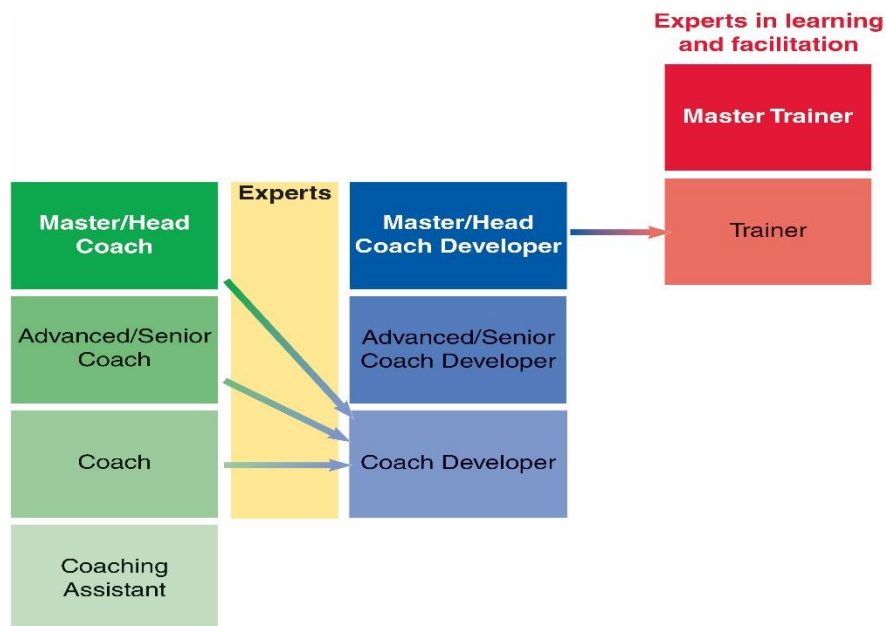 Experts in learning
and facilitation
Master Trainer
Trainer
Experts
Master/Head
Coach
Advanced/Senior
Coach
Coach
Coaching
Assistant
Master/Head
Coach Developer
Advanced/Senior
Coach Developer
Coach Developer